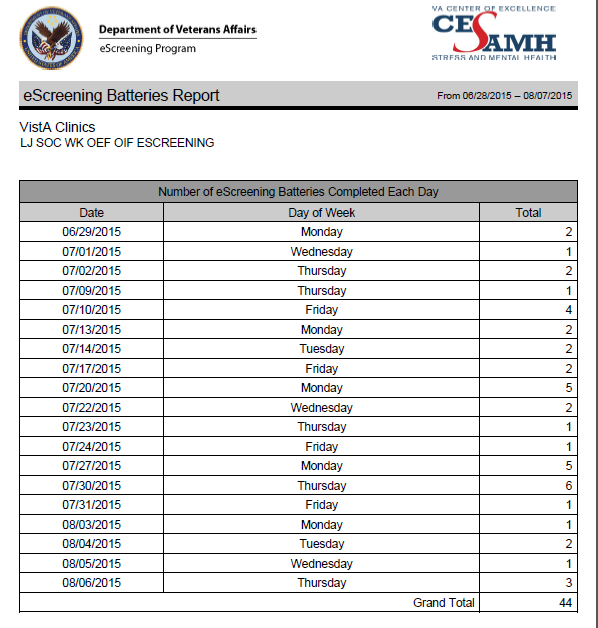 VA CENTER OF EXCELLENCE
CESAMH
STRESS AND MENTAL HEALTH
Department of Veterans Affairs
eScreening Program
eScreening Batteries Report From 06/28/2015 – 08/07/2015
VistA Clinics
LJ SOC WK OEF OIF ESCREENING
Number of eScreening Batteries Completed Each Day
Date Day of Week Total
06/29/2015 Monday 2
07/01/2015 Wednesday 1
07/02/2015 Thursday 2
07/09/2015 Thursday 1
07/10/2015 Friday 4
07/13/2015 Monday 2
07/14/2015 Tuesday 2
07/17/2015 Friday 2
07/20/2015 Monday 5
07/22/2015 Wednesday 2
07/23/2015 Thursday 1
07/24/2015 Friday 1
07/27/2015 Monday 5
07/30/2015 Thursday 6
07/31/2015 Friday 1
08/03/2015 Monday 1
08/04/2015 Tuesday 2
08/05/2015 Wednesday 1
08/06/2015 Thursday 3
Grand Total 44